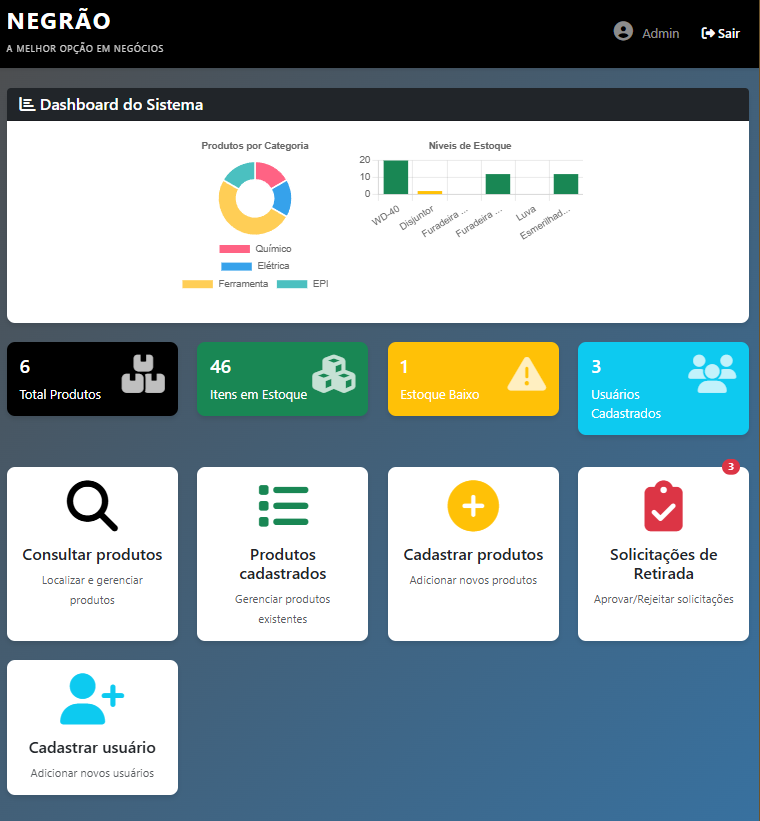 NEGRÃO
A MELHOR OPÇÃO EM NEGÓCIOS
Admin
Sair
Dashboard do Sistema
Produtos por Categoria
Químico
Elétrica
Ferramenta EPI
Níveis de Estoque
20
10
0
WD-40
Disjuntor
Furadeira ...
Furadeira ...
Luva
Esmerilhad...
6
Total Produtos
46
Itens em Estoque
1
Estoque Baixo
3
Usuários
Cadastrados
Consultar produtos
Localizar e gerenciar
produtos
Produtos
cadastrados
Gerenciar produtos
existentes
Cadastrar produtos
Adicionar novos produtos
3
Solicitações de
Retirada
Aprovar/Rejeitar solicitações
Cadastrar usuário
Adicionar novos usuários